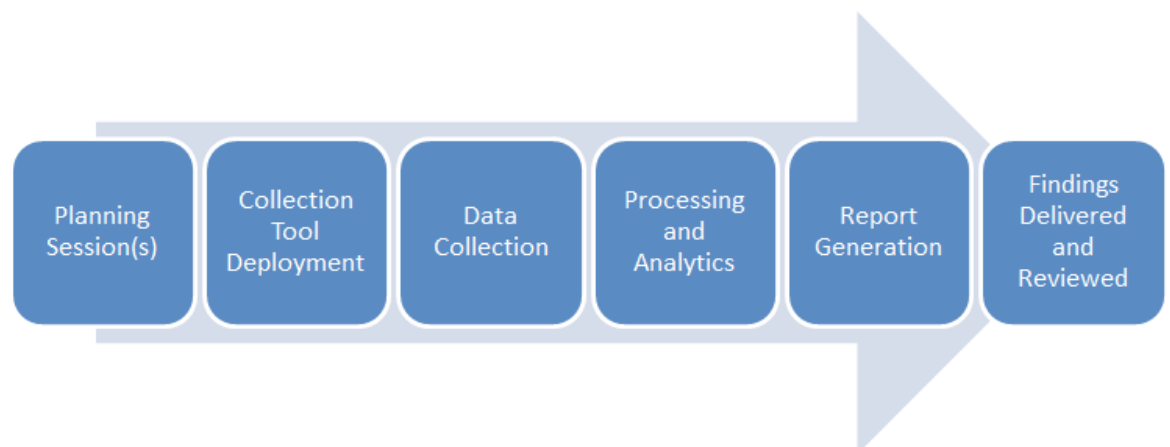 Planning
Session(s)
Collection
Tool
Deployment
Data
Collection
Processing
and
Analytics
Report
Generation
Findings
Delivered
and
Reviewed